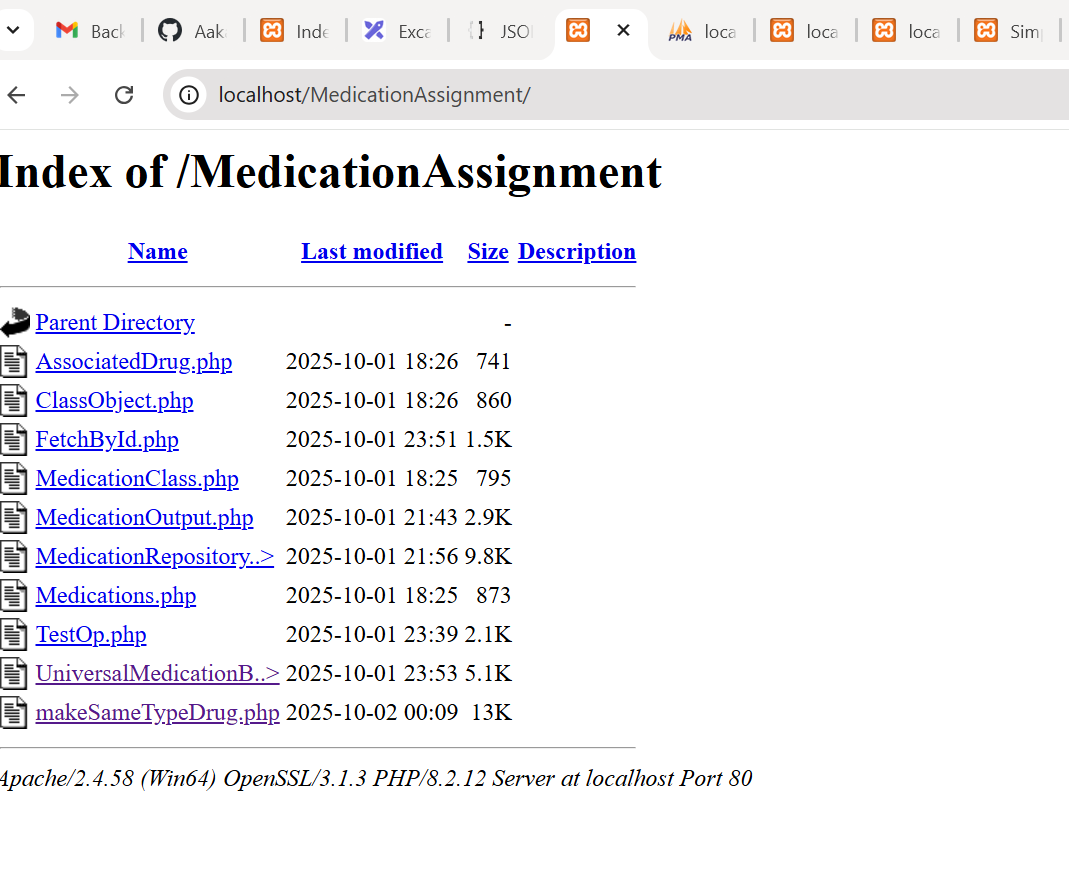 Back
Aak
Inde
Exca
{ } JSO
PMA loca
loca
loca
Sim
localhost/MedicationAssignment/
Index of /MedicationAssignment
Name Last modified Size Description
Parent Directory -
AssociatedDrug.php 2025-10-01 18:26 741
ClassObject.php 2025-10-01 18:26 860
FetchById.php 2025-10-01 23:51 1.5K
MedicationClass.php 2025-10-01 18:25 795
MedicationOutput.php 2025-10-01 21:43 2.9K
MedicationRepository..> 2025-10-01 21:56 9.8K
Medications.php 2025-10-01 18:25 873
TestOp.php 2025-10-01 23:39 2.1K
UniversalMedicationB..> 2025-10-01 23:53 5.1K
makeSameTypeDrug.php 2025-10-02 00:09 13K
Apache/2.4.58 (Win64) OpenSSL/3.1.3 PHP/8.2.12 Server at localhost Port 80